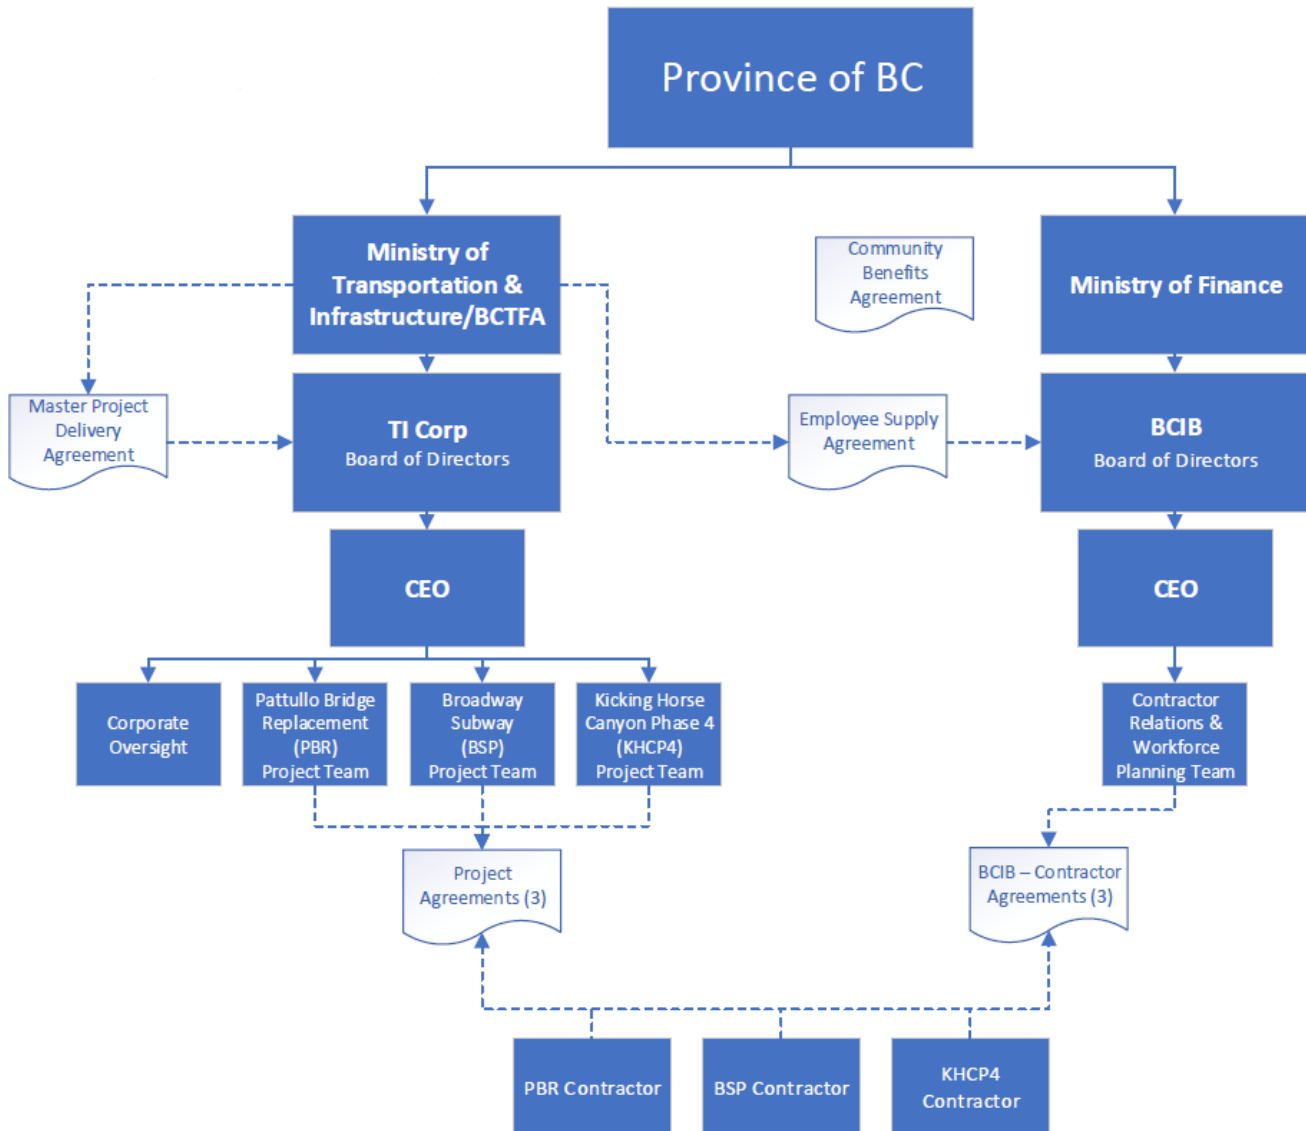 Province of BC
Ministry of
Transportation &
Infrastructure/BCTFA
Community
Benefits
Agreement
Ministry of Finance
Master Project
Delivery
Agreement
TI Corp
Board of Directors
Employee Supply
Agreement
BCIB
Board of Directors
CEO
CEO
Corporate
Oversight
Pattullo Bridge
Replacement
(PBR)
Project Team
Broadway
Subway
(BSP)
Project Team
Kicking Horse
Canyon Phase 4
(KHCP4)
Project Team
Contractor
Relations &
Workforce
Planning Team
Project
Agreements (3)
BCIB – Contractor
Agreements (3)
PBR Contractor
BSP Contractor
KHCP4
Contractor